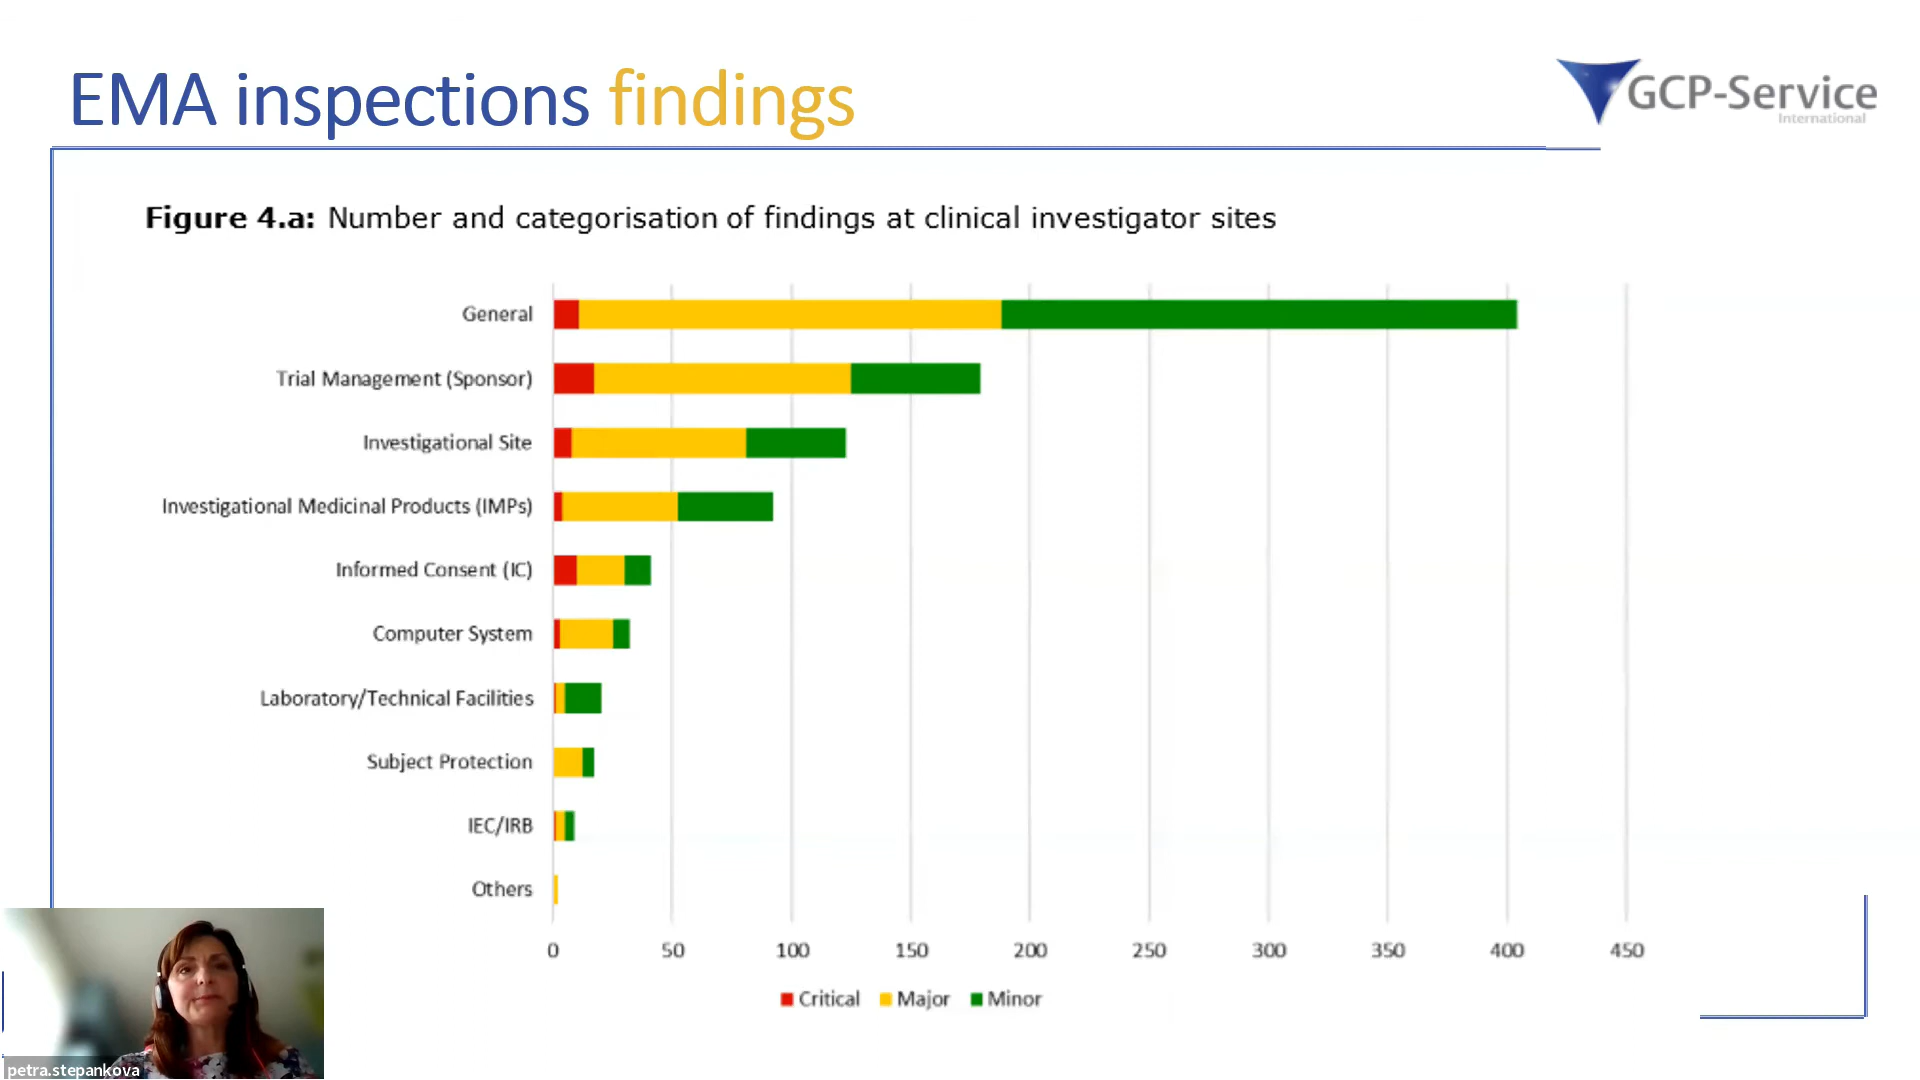 EMA inspections findings
GCP-Service
International
Figure 4.a: Number and categorisation of findings at clinical investigator sites
General
Trial Management (Sponsor)
Investigational Site
Investigational Medicinal Products (IMPs)
Informed Consent (IC)
Computer System
Laboratory/Technical Facilities
Subject Protection
IEC/IRB
Others
0 50 100 150 200 250 300 350 400 450
Critical Major Minor
petra.stepankova